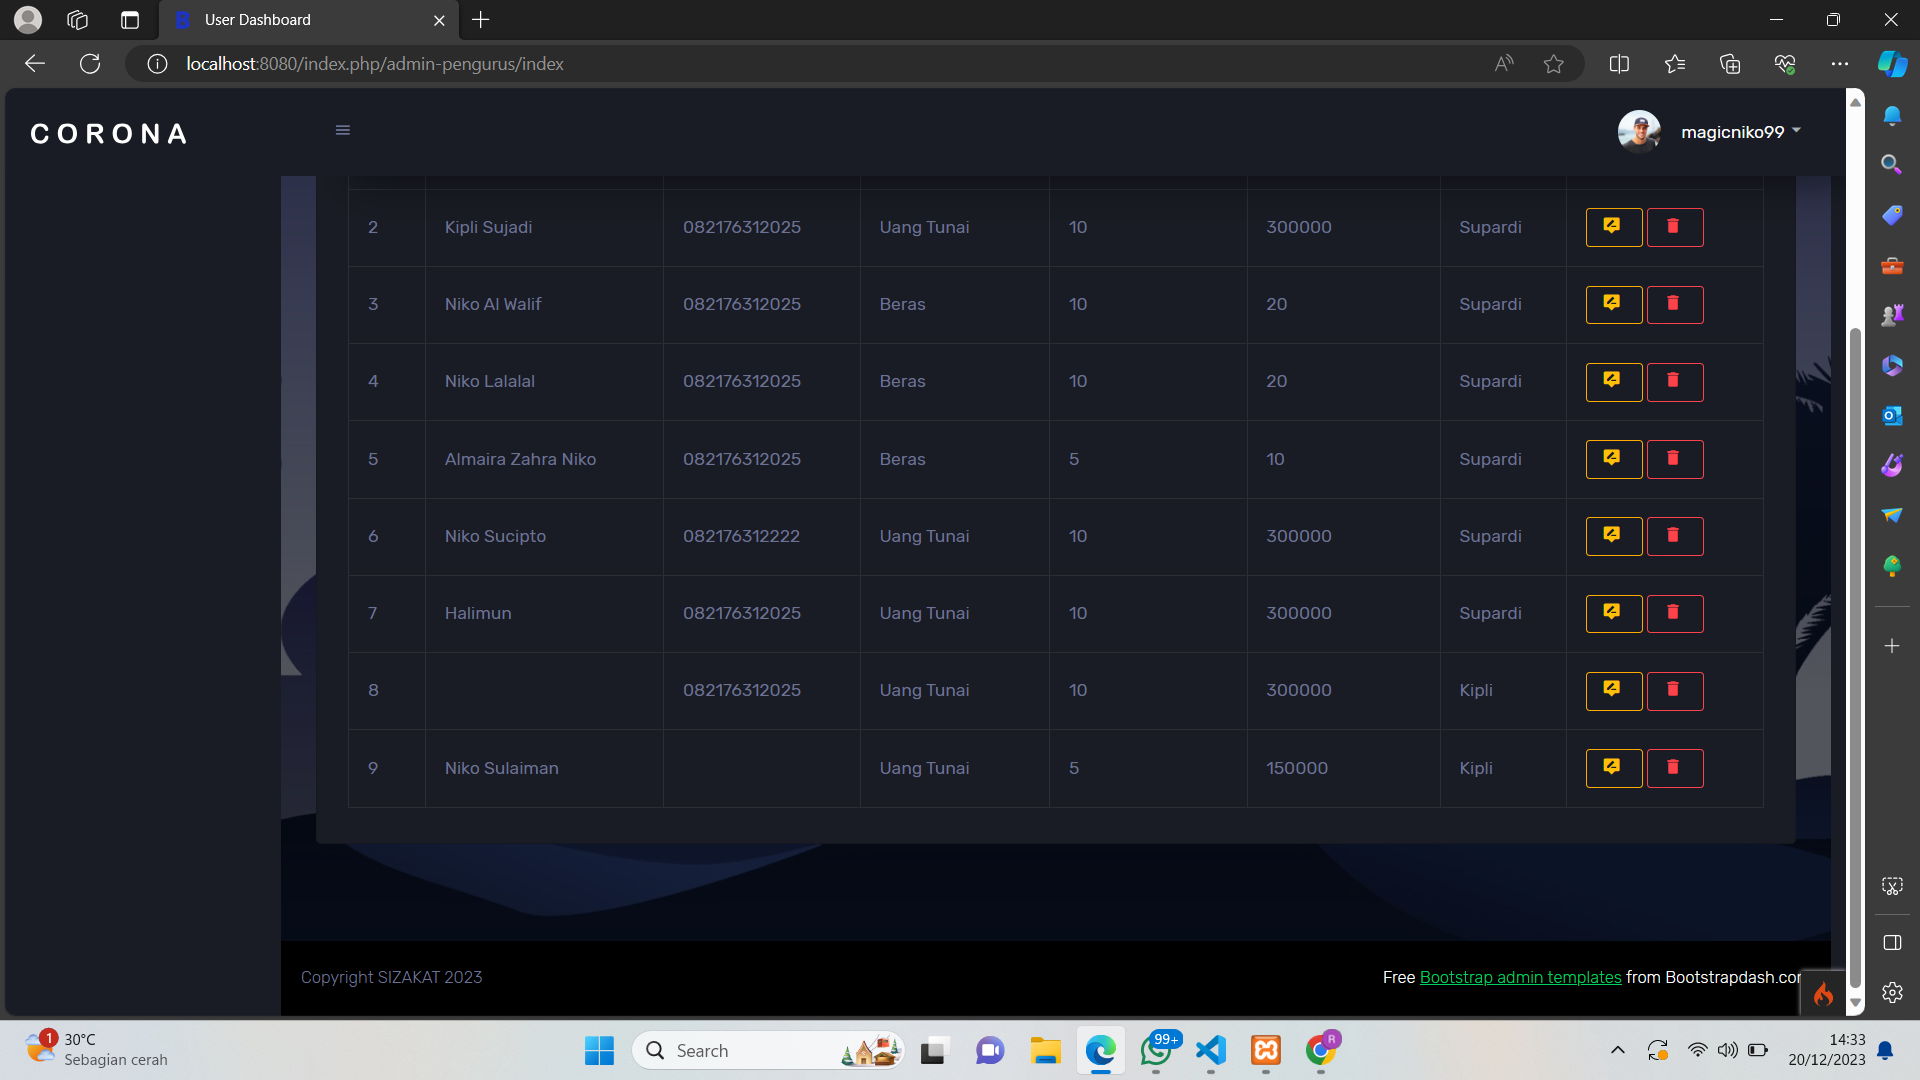 User Dashboard
localhost:8080/index.php/admin-pengurus/index
CORONA
magicniko99
2 Kipli Sujadi 082176312025 Uang Tunai 10 300000 Supardi
3 Niko Al Walif 082176312025 Beras 10 20 Supardi
4 Niko Lalalal 082176312025 Beras 10 20 Supardi
5 Almaira Zahra Niko 082176312025 Beras 5 10 Supardi
6 Niko Sucipto 082176312222 Uang Tunai 10 300000 Supardi
7 Halimun 082176312025 Uang Tunai 10 300000 Supardi
8 082176312025 Uang Tunai 10 300000 Kipli
9 Niko Sulaiman Uang Tunai 5 150000 Kipli
Copyright SIZAKAT 2023
Free Bootstrap admin templates from Bootstrapdash.cor
1
30°C
Sebagian cerah
Search
99+
R
14:33
20/12/2023